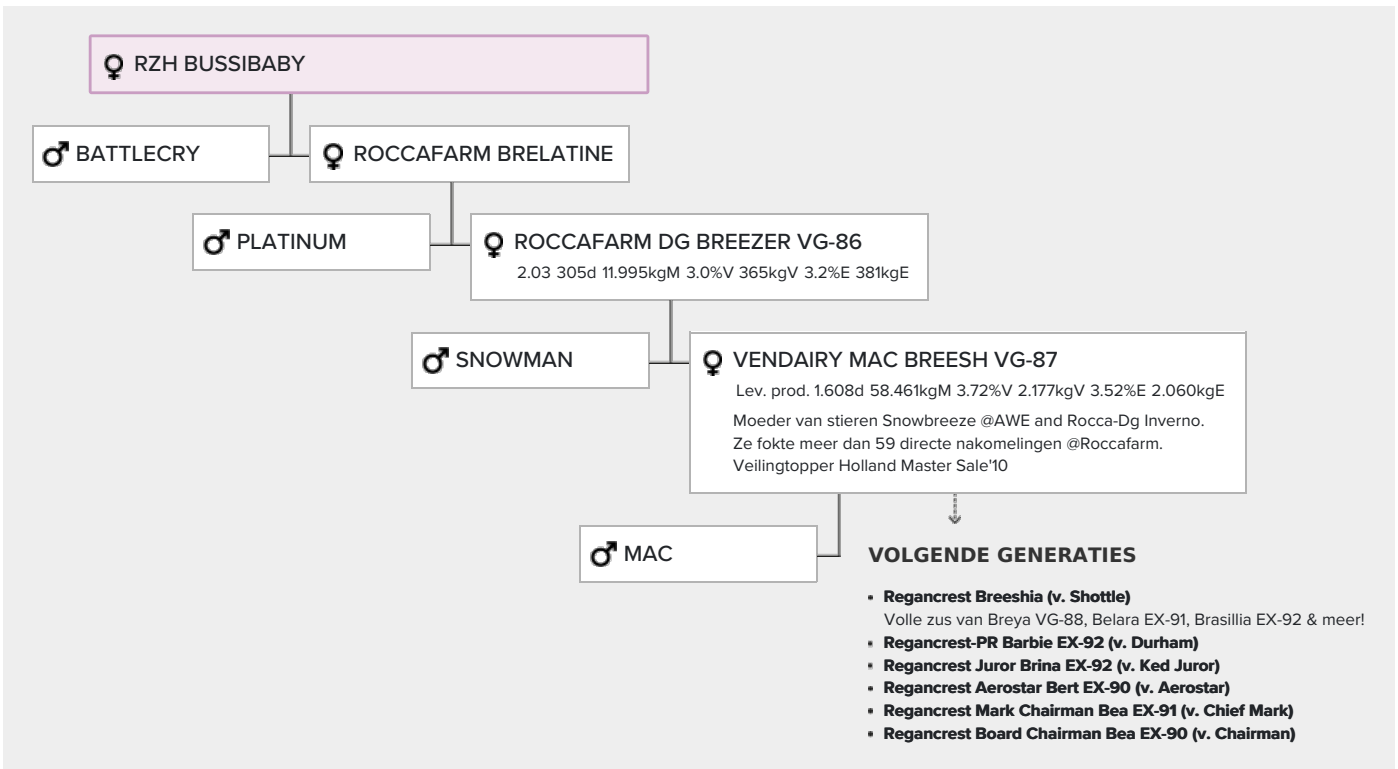 RZH BUSSIBABY
BATTLECRY
ROCCAFARM BRELATINE
PLATINUM
ROCCAFARM DG BREEZER VG-86
2.03 305d 11.995kgM 3.0%V 365kgV 3.2%E 381kgE
SNOWMAN
VENDAIRY MAC BREESH VG-87
Lev. prod. 1.608d 58.461kgM 3.72%V 2.177kgV 3.52%E 2.060kgE
Moeder van stieren Snowbreeze @AWE and Rocca-Dg Inverno.
Ze fokte meer dan 59 directe nakomelingen @Roccafarm.
Veilingtopper Holland Master Sale'10
MAC
VOLGENDE GENERATIES
• Regancrest Breeshia (v. Shottle)
Volle zus van Breya VG-88, Belara EX-91, Brasillia EX-92 & meer!
• Regancrest-PR Barbie EX-92 (v. Durham)
• Regancrest Juror Brina EX-92 (v. Ked Juror)
• Regancrest Aerostar Bert EX-90 (v. Aerostar)
• Regancrest Mark Chairman Bea EX-91 (v. Chief Mark)
• Regancrest Board Chairman Bea EX-90 (v. Chairman)